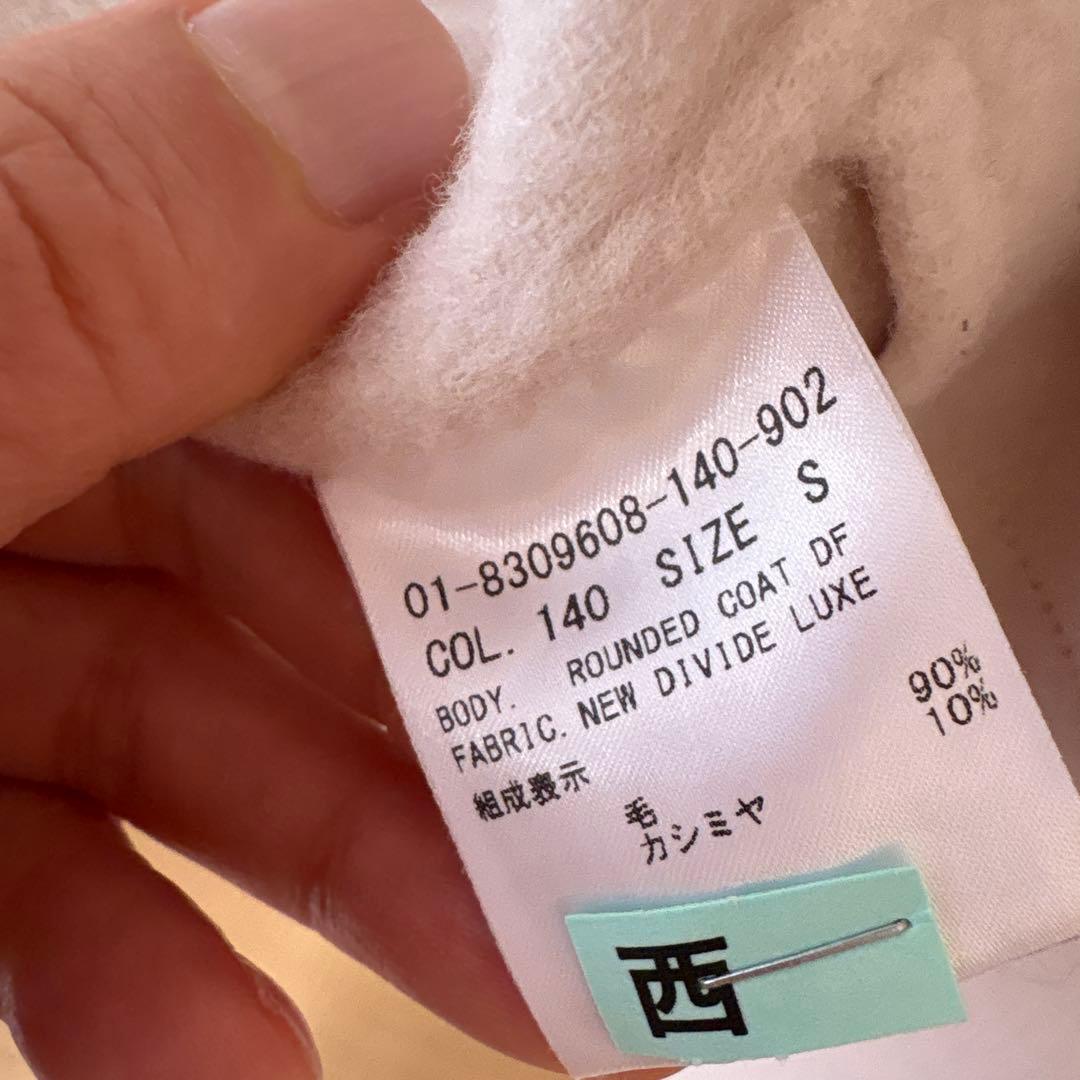 01-8309608-140-902
COL. 140 SIZE S
BODY. ROUNDED COAT DF
FABRIC. NEW DIVIDE LUXE
組成表示
毛 90%
カシミヤ 10%
西